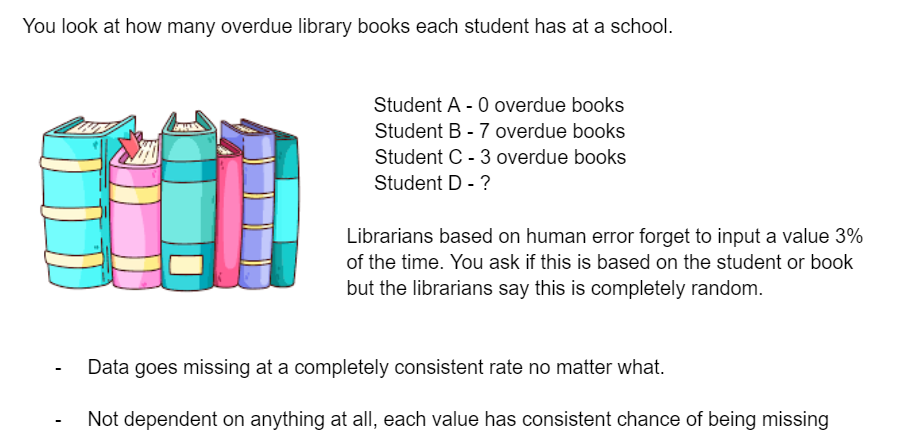 You look at how many overdue library books each student has at a school.
Student A - 0 overdue books
Student B - 7 overdue books
Student C - 3 overdue books
Student D - ?
Librarians based on human error forget to input a value 3%
of the time. You ask if this is based on the student or book
but the librarians say this is completely random.
- Data goes missing at a completely consistent rate no matter what.
- Not dependent on anything at all, each value has consistent chance of being missing